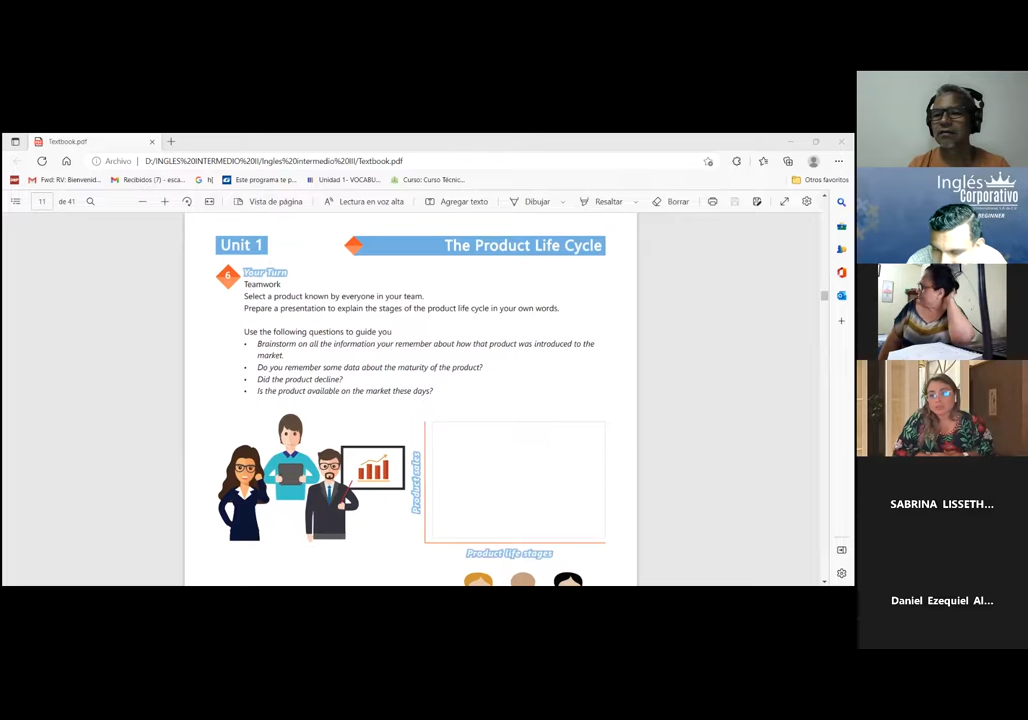 Textbook.pdf
Archivo
D:/INGLES%20INTERMEDIO%20II/Ingles%20intermedio%20III/Textbook.pdf
Fwd: RV: Bienvenid...
Recibidos (7) - esca...
Este programa te p...
Unidad 1- VOCABU...
Curso: Curso Técnic...
Otros favoritos
11
de 41
Vista de página
Lectura en voz alta
Agregar texto
Dibujar
Resaltar
Borrar
Unit 1
The Product Life Cycle
6
Your Turn
Teamwork
Select a product known by everyone in your team.
Prepare a presentation to explain the stages of the product life cycle in your own words.
Use the following questions to guide you
• Brainstorm on all the information your remember about how that product was introduced to the
market.
• Do you remember some data about the maturity of the product?
• Did the product decline?
• Is the product available on the market these days?
Product sales
Product life stages
Inglés
Corporativo
BEGINNER
SABRINA LISSETH...
Daniel Ezequiel Al...